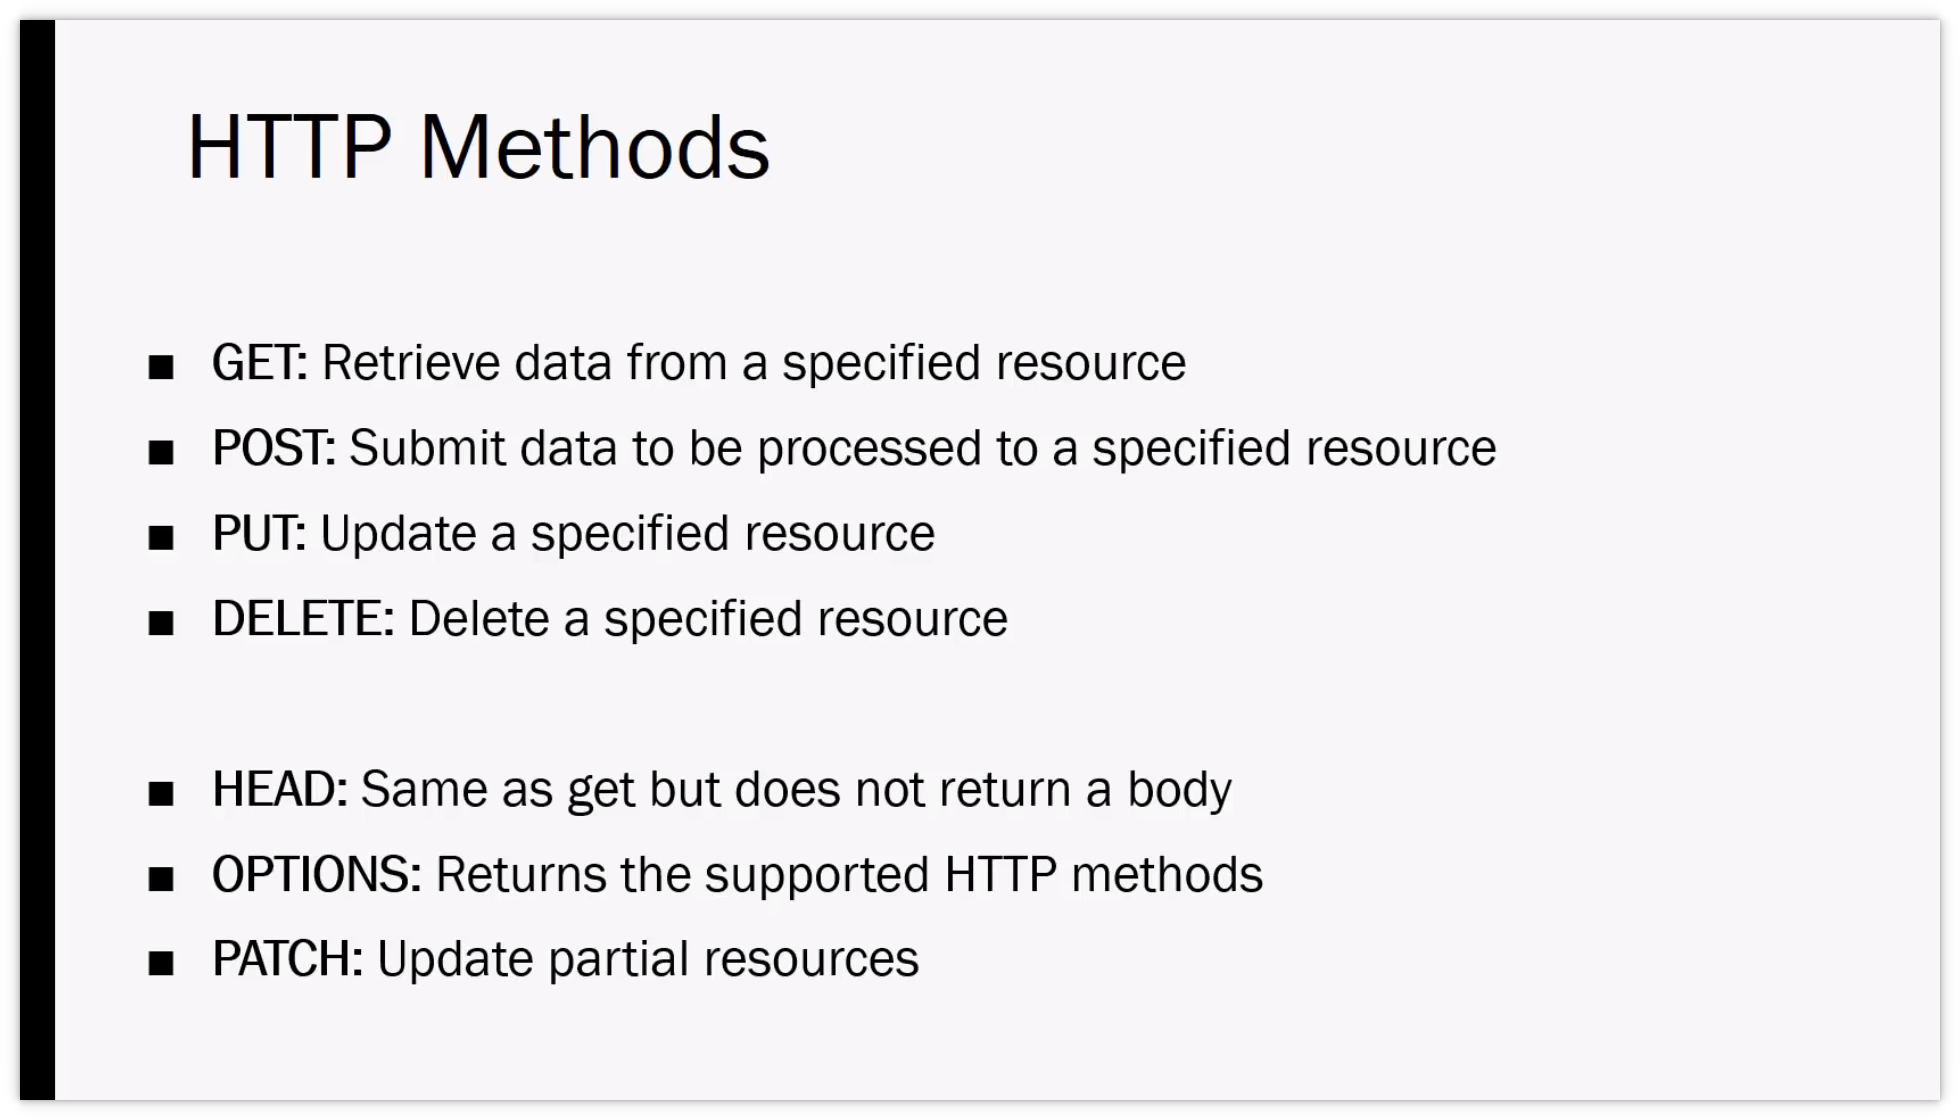 HTTP Methods
■ GET: Retrieve data from a specified resource
■ POST: Submit data to be processed to a specified resource
■ PUT: Update a specified resource
■ DELETE: Delete a specified resource
■ HEAD: Same as get but does not return a body
■ OPTIONS: Returns the supported HTTP methods
■ PATCH: Update partial resources